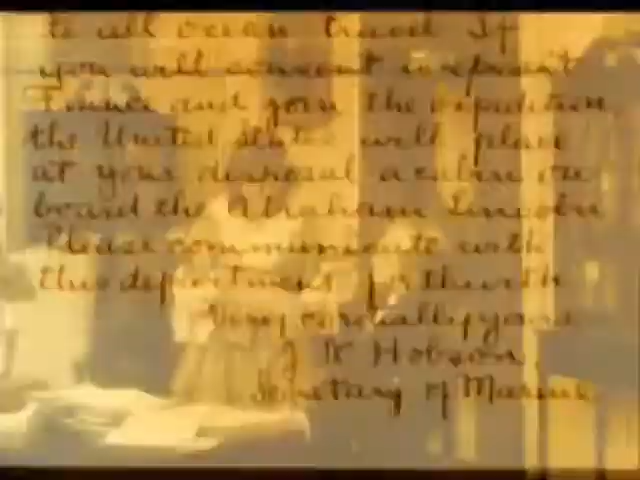 to all ocean travel If
you will consent to represent
France and join the expedition
the United States will place
at your disposal a cabin on
board the Abraham Lincoln
Please communicate with
this department forthwith
Very cordially yours
J B Hobson
Secretary of Marine